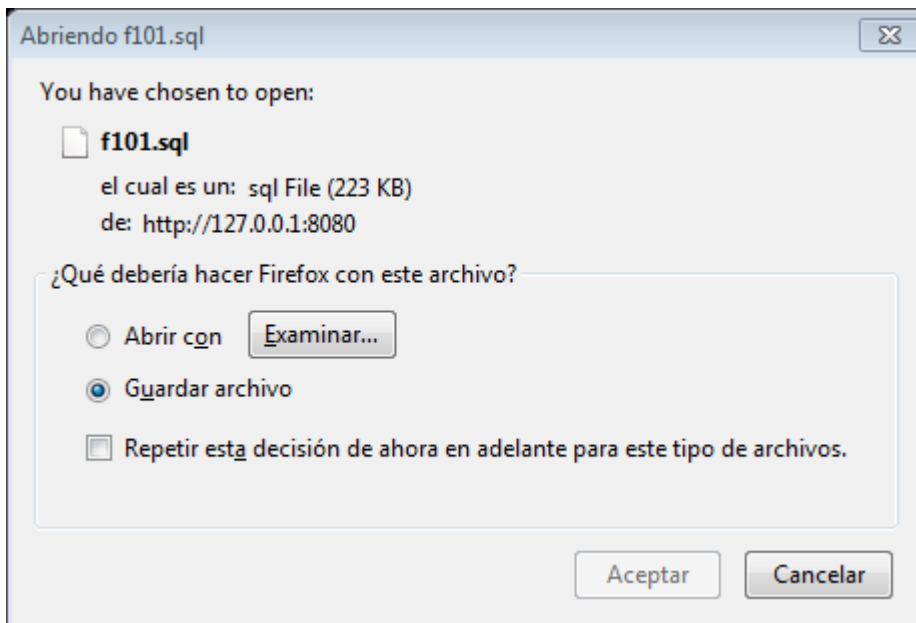 Abriendo f101.sql
You have chosen to open:
f101.sql
el cual es un: sql File (223 KB)
de: http://127.0.0.1:8080
¿Qué debería hacer Firefox con este archivo?
Abrir con Examinar...
Guardar archivo
Repetir esta decisión de ahora en adelante para este tipo de archivos.
Aceptar Cancelar